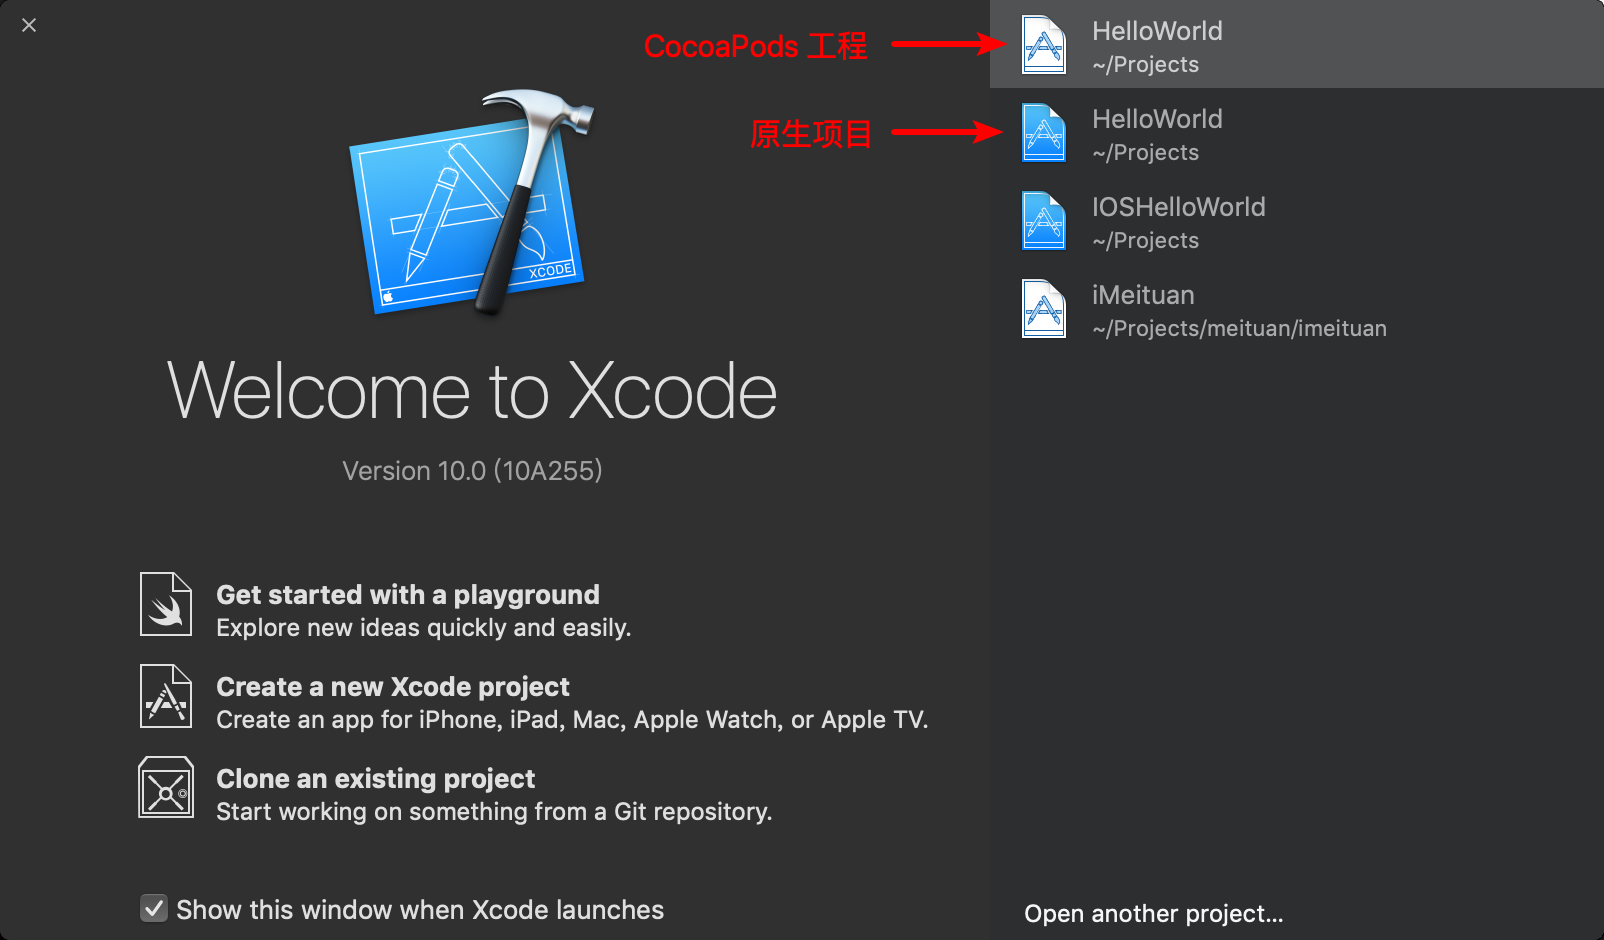 CocoaPods 工程
原生项目
XCODE
Welcome to Xcode
Version 10.0 (10A255)
Get started with a playground
Explore new ideas quickly and easily.
Create a new Xcode project
Create an app for iPhone, iPad, Mac, Apple Watch, or Apple TV.
Clone an existing project
Start working on something from a Git repository.
Show this window when Xcode launches
HelloWorld
~/Projects
HelloWorld
~/Projects
IOSHelloWorld
~/Projects
iMeituan
~/Projects/meituan/imeituan
Open another project...